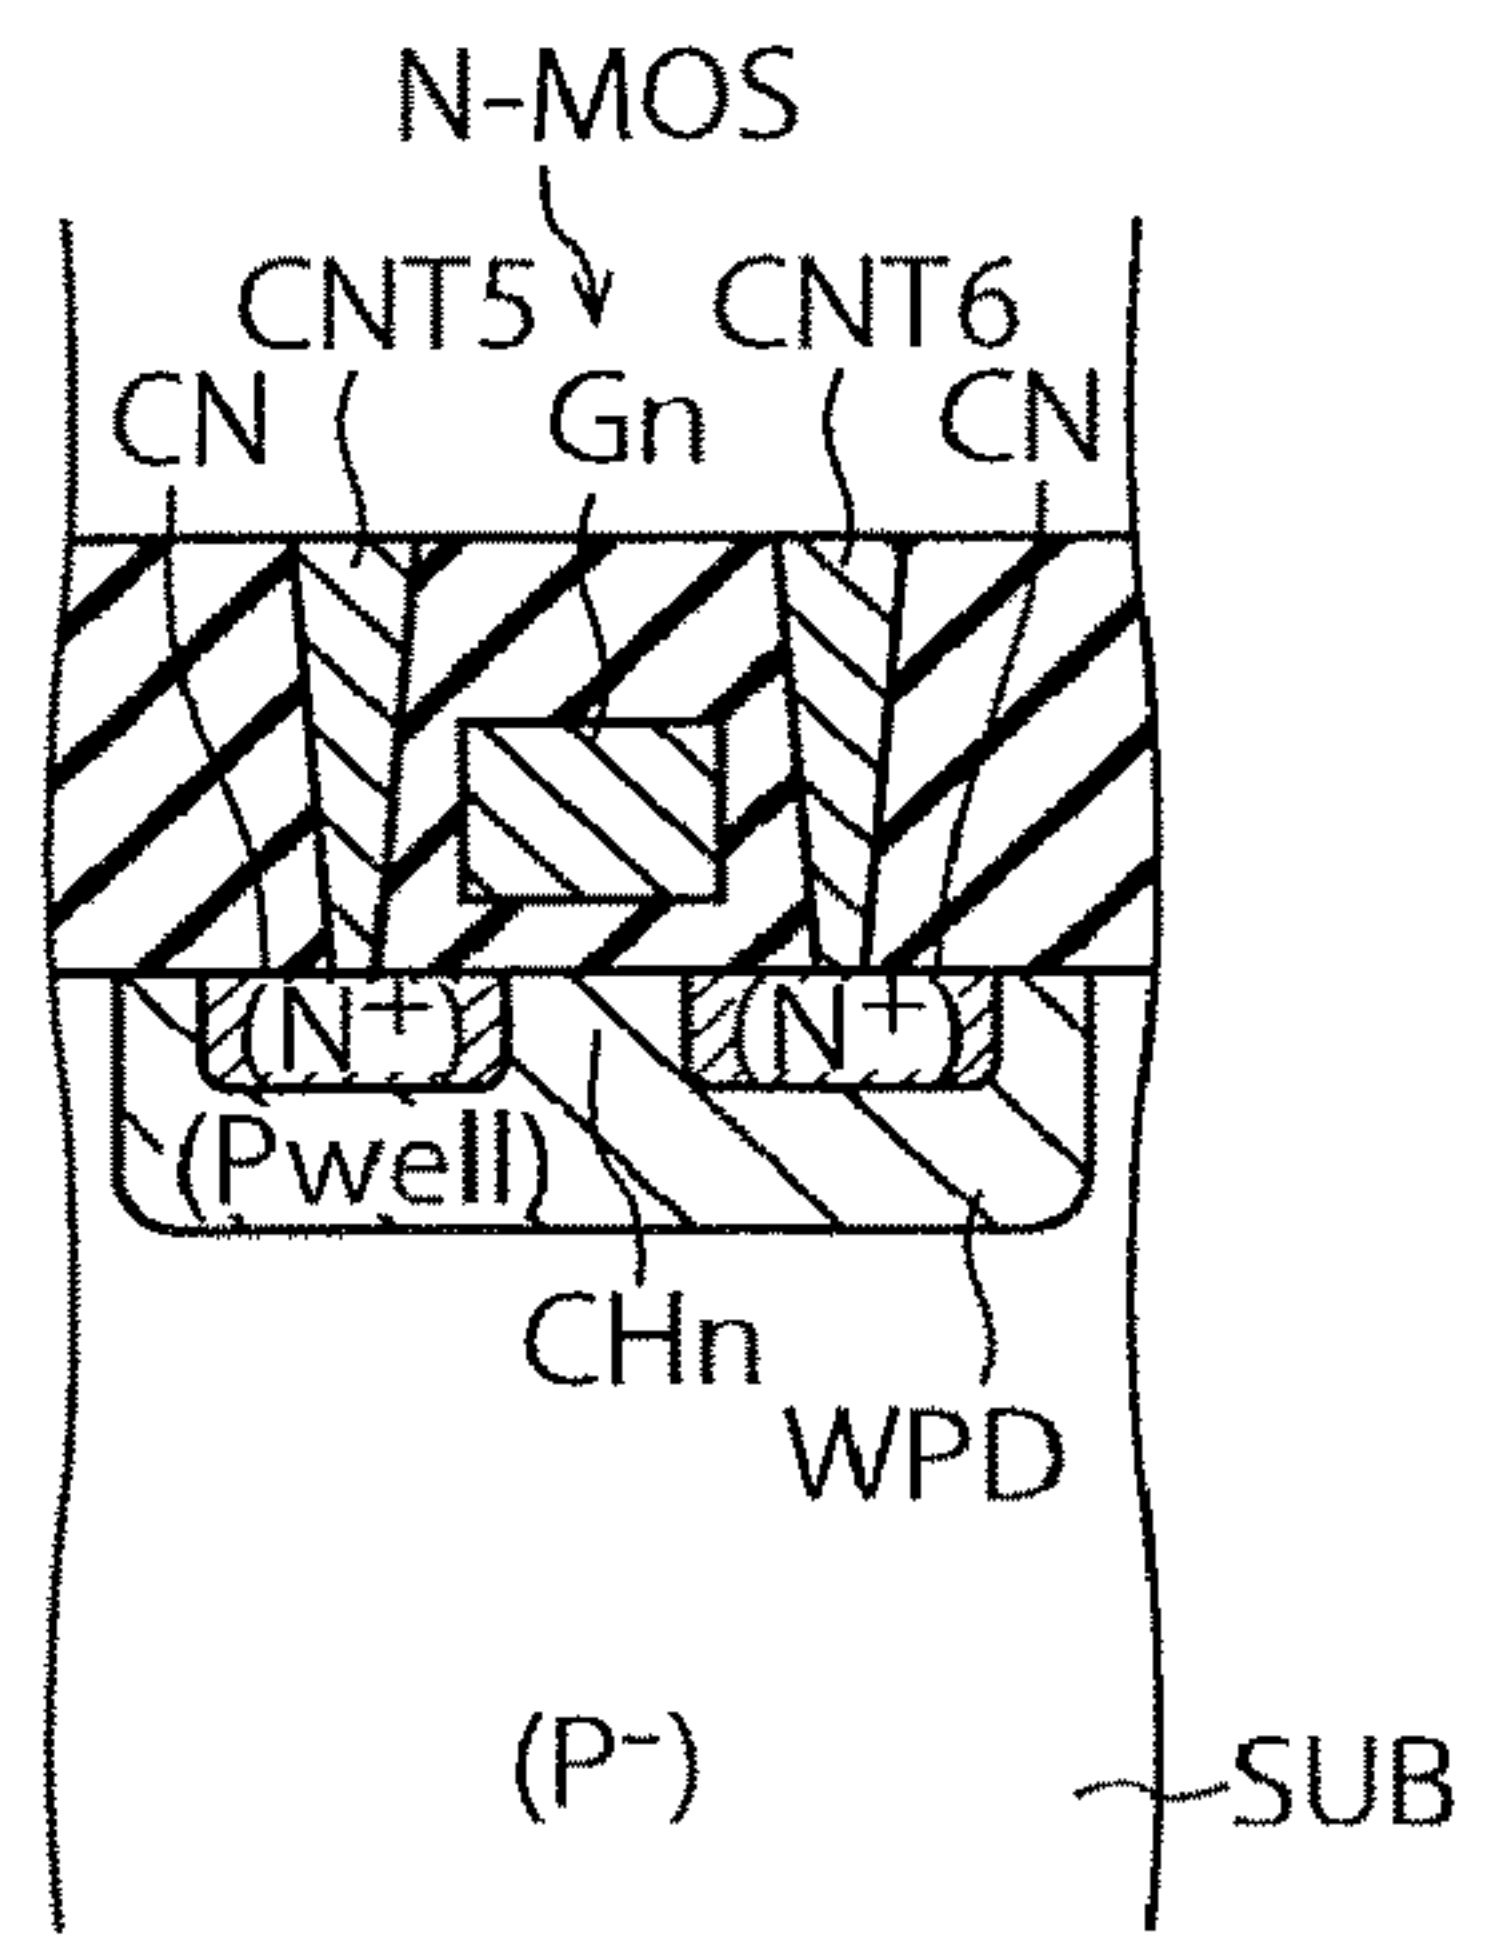 N-MOS
CNT5 CNT6
CN Gn CN
(N+) (N+)
(Pwell)
CHn
WPD
(P-)
SUB